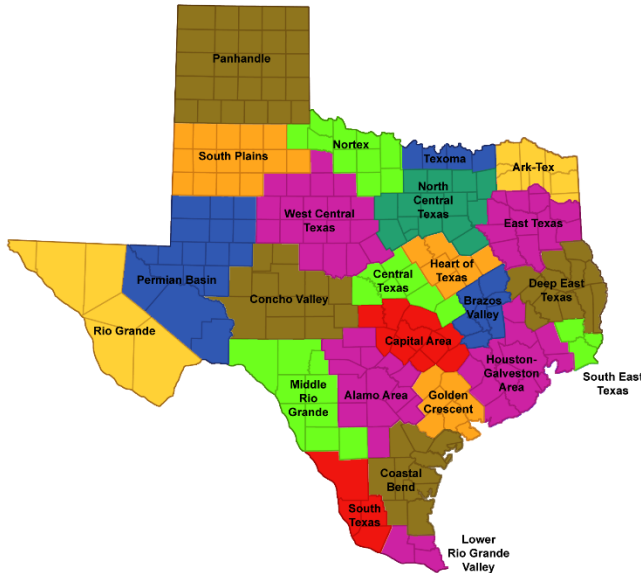 Panhandle
Nortex
South Plains
Texoma
Ark-Tex
North
Central
Texas
West Central
Texas
East Texas
Heart of
Texas
Central
Texas
Permian Basin
Deep East
Texas
Concho Valley
Brazos
Valley
Rio Grande
Capital Area
Houston-
Galveston
Area
South East
Texas
Middle
Rio
Grande
Alamo Area
Golden
Crescent
Coastal
Bend
South
Texas
Lower
Rio Grande
Valley